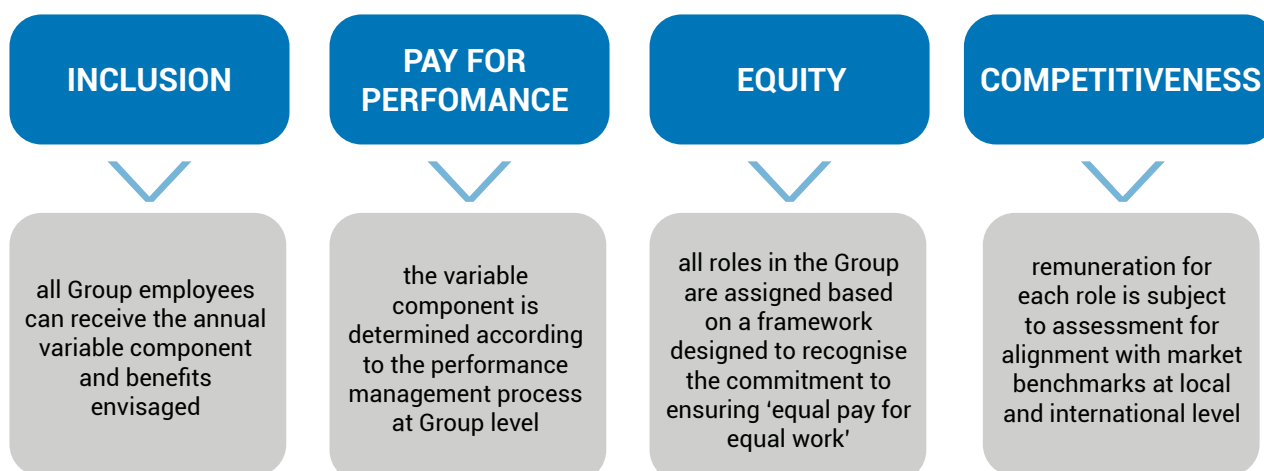 INCLUSION
all Group employees
can receive the annual
variable component
and benefits
envisaged
PAY FOR
PERFOMANCE
the variable
component is
determined according
to the performance
management process
at Group level
EQUITY
all roles in the Group
are assigned based
on a framework
designed to recognise
the commitment to
ensuring ‘equal pay for
equal work’
COMPETITIVENESS
remuneration for
each role is subject
to assessment for
alignment with market
benchmarks at local
and international level